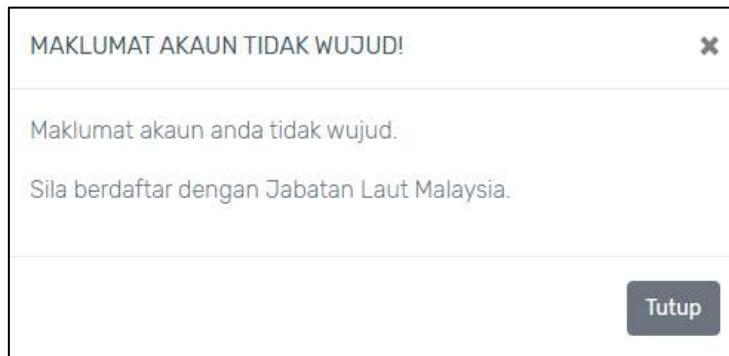 MAKLUMAT AKAUN TIDAK WUJUD!
Maklumat akaun anda tidak wujud.
Sila berdaftar dengan Jabatan Laut Malaysia.
Tutup